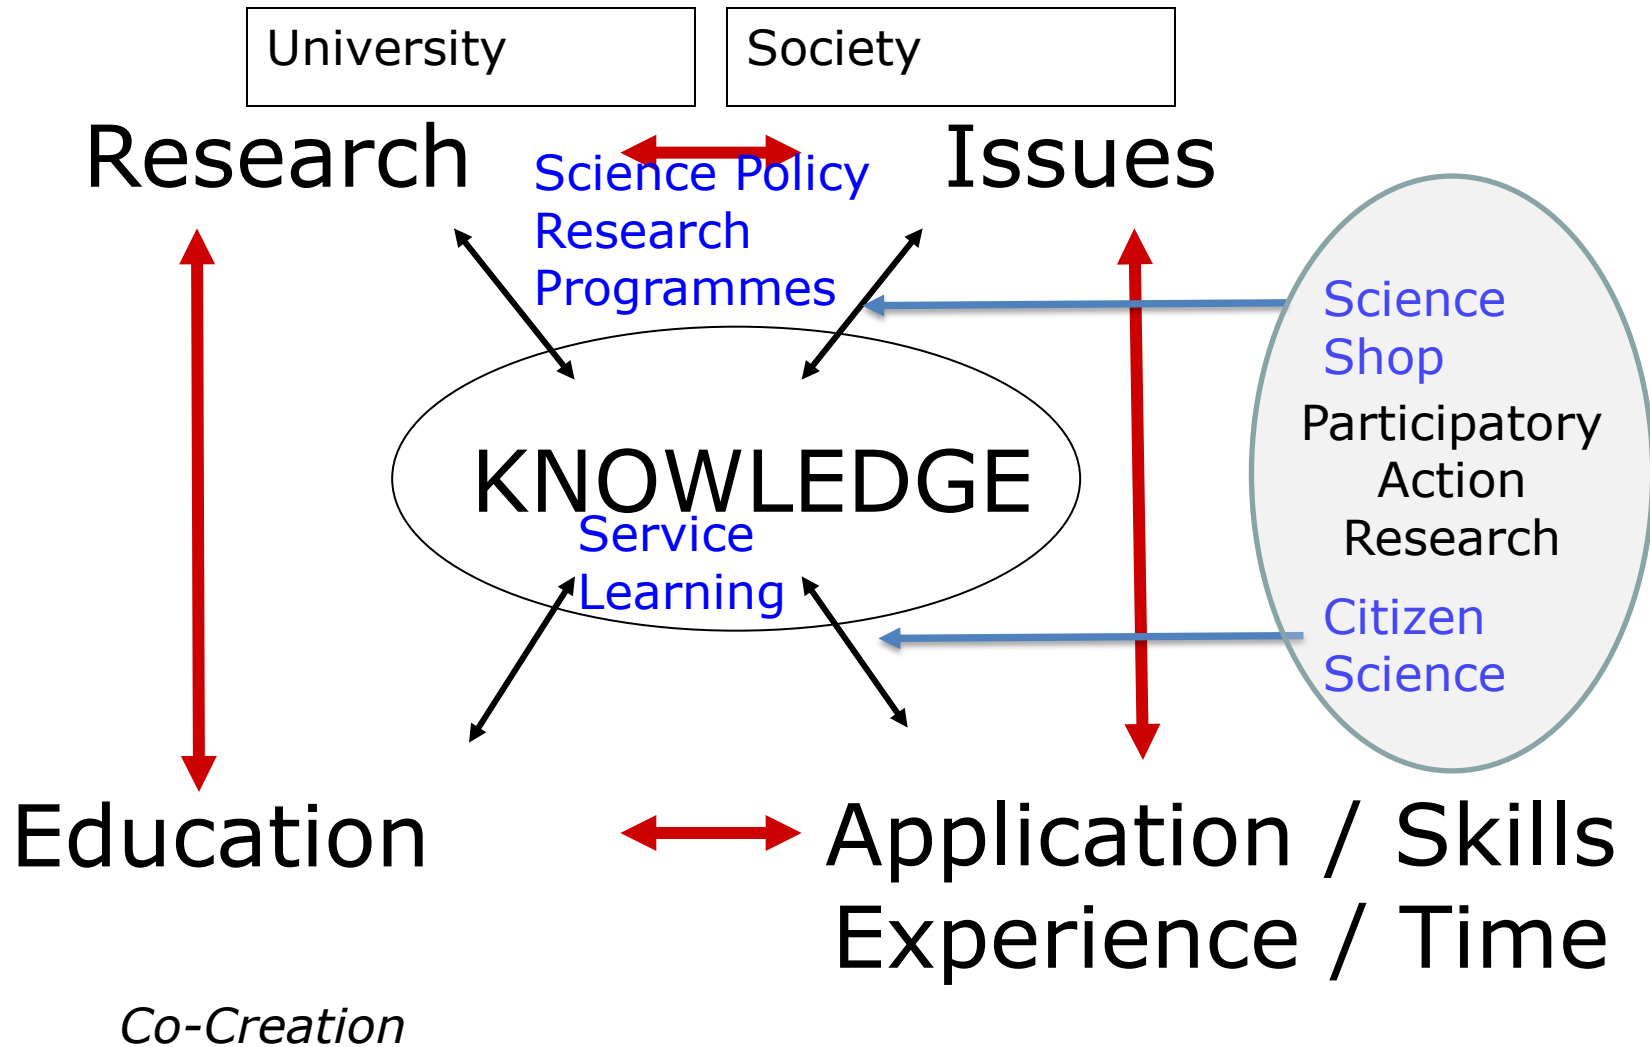 University
Society
Research
Issues
Science Policy
Research
Programmes
Science
Shop
Participatory
Action
Research
KNOWLEDGE
Service
Learning
Citizen
Science
Education
Application / Skills
Experience / Time
Co-Creation